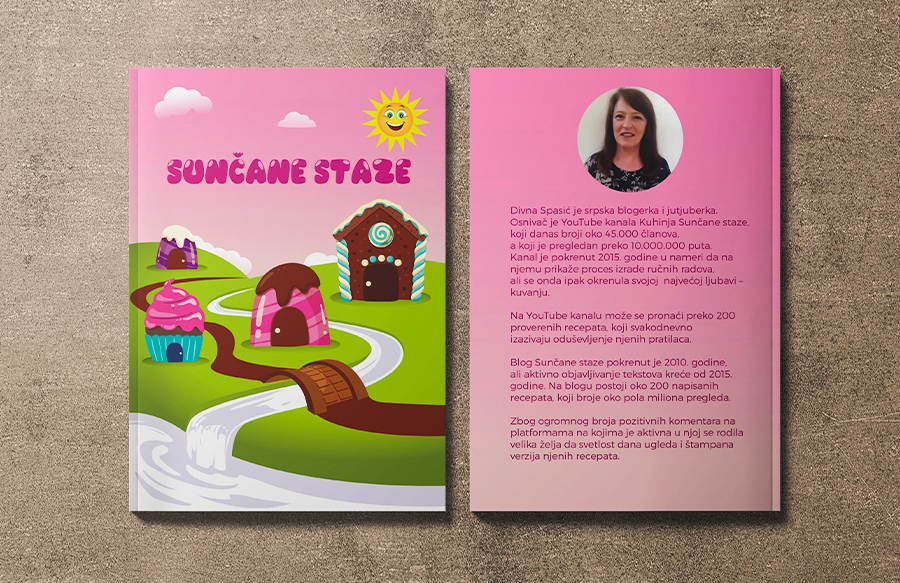 SUNČANE STAZE
Divna Spasić je srpska blogerka i jutjuberka.
Osnivač je YouTube kanala Kuhinja Sunčane staze,
koji danas broji oko 45.000 članova,
a koji je pregledan preko 10.000.000 puta.
Kanal je pokrenut 2015. godine u nameri da na
njemu prikaže proces izrade ručnih radova,
ali se onda ipak okrenula svojoj najvećoj ljubavi –
kuvanju.
Na YouTube kanalu može se pronaći preko 200
proverenih recepata, koji svakodnevno
izazivaju oduševljenje njenih pratilaca.
Blog Sunčane staze pokrenut je 2010. godine,
ali aktivno objavljivanje tekstova kreće od 2015.
godine. Na blogu postoji oko 200 napisanih
recepata, koji broje oko pola miliona pregleda.
Zbog ogromnog broja pozitivnih komentara na
platformama na kojima je aktivna u njoj se rodila
velika želja da svetlost dana ugleda i štampana
verzija njenih recepata.